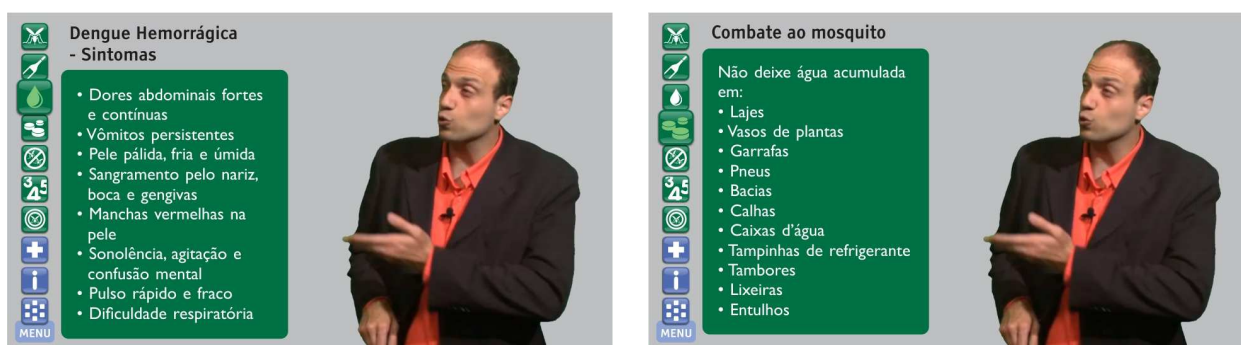 Dengue Hemorrágica
- Sintomas
• Dores abdominais fortes
e contínuas
• Vômitos persistentes
• Pele pálida, fria e úmida
• Sangramento pelo nariz,
boca e gengivas
• Manchas vermelhas na
pele
• Sonolência, agitação e
confusão mental
• Pulso rápido e fraco
• Dificuldade respiratória
345
i
MENU
Combate ao mosquito
Não deixe água acumulada
em:
• Lajes
• Vasos de plantas
• Garrafas
• Pneus
• Bacias
• Calhas
• Caixas d'água
• Tampinhas de refrigerante
• Tambores
• Lixeiras
• Entulhos
345
i
MENU